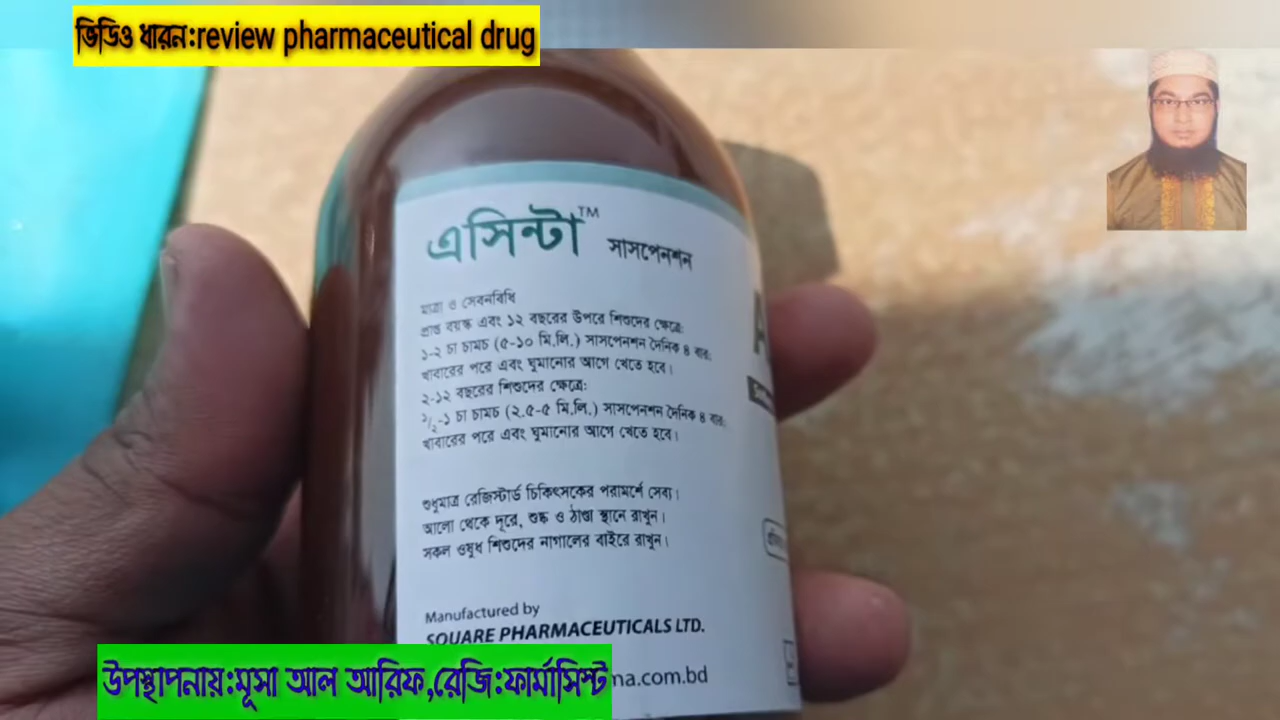 ভিডিও ধারন:review pharmaceutical drug
এসিন্টা™ সাসপেনশন
মাত্রা ও সেবনবিধি
প্রাপ্ত বয়স্ক এবং ১২ বছরের উপরে শিশুদের ক্ষেত্রে:
১-২ চা চামচ (৫-১০ মি.লি.) সাসপেনশন দৈনিক ৪ বার:
খাবারের পরে এবং ঘুমানোর আগে খেতে হবে।
২-১২ বছরের শিশুদের ক্ষেত্রে:
১/২-১ চা চামচ (২.৫-৫ মি.লি.) সাসপেনশন দৈনিক ৪ বার:
খাবারের পরে এবং ঘুমানোর আগে খেতে হবে।
শুধুমাত্র রেজিস্টার্ড চিকিৎসকের পরামর্শে সেব্য।
আলো থেকে দূরে, শুষ্ক ও ঠাণ্ডা স্থানে রাখুন।
সকল ওষুধ শিশুদের নাগালের বাইরে রাখুন।
Manufactured by
SQUARE PHARMACEUTICALS LTD.
ma.com.bd
উপস্থাপনায়:মূসা আল আরিফ,রেজি:ফার্মাসিস্ট